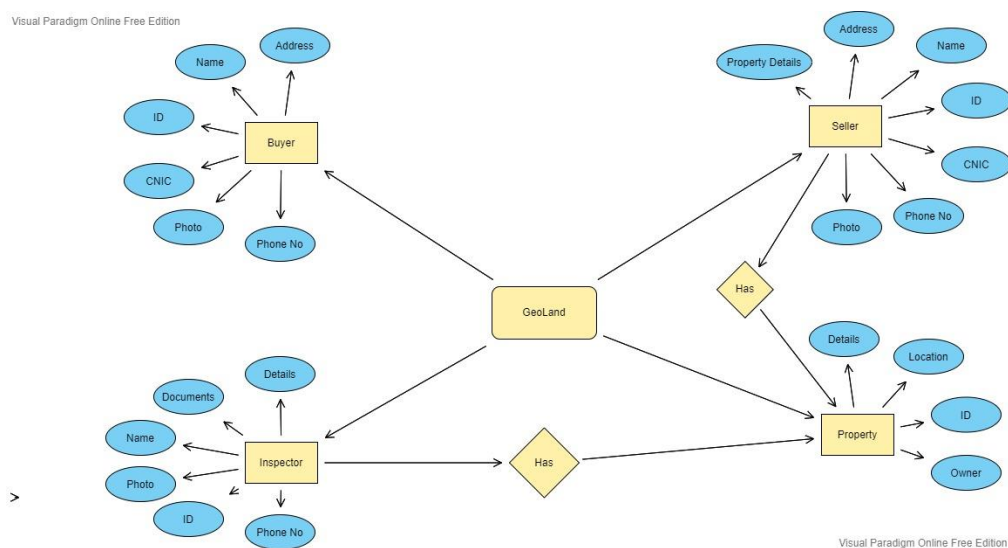 Visual Paradigm Online Free Edition
Address
Name
ID
CNIC
Photo
Phone No
Buyer
Address
Property Details
Name
ID
Seller
CNIC
Photo
Phone No
Has
GeoLand
Details
Location
ID
Owner
Property
Details
Documents
Name
Photo
ID
Phone No
Inspector
Has
>
Visual Paradigm Online Free Edition